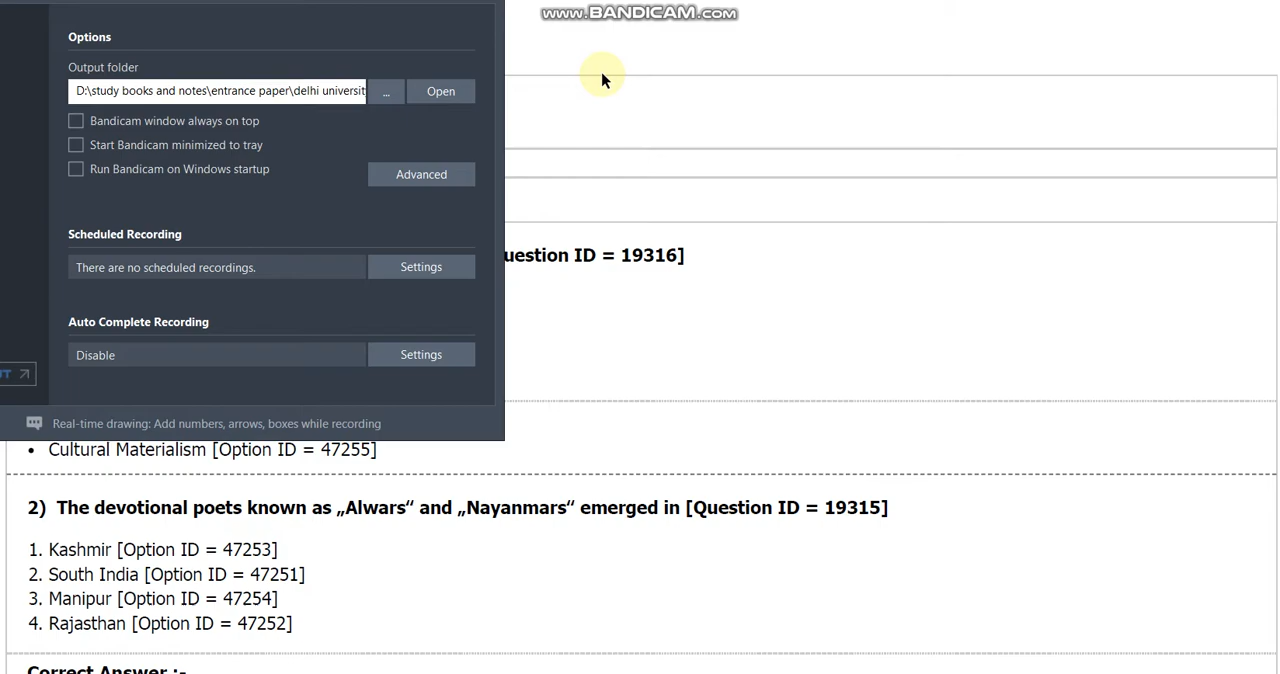 www.BANDICAM.com
Options
Output folder
D:\study books and notes\entrance paper\delhi universit
...
Open
Bandicam window always on top
Start Bandicam minimized to tray
Run Bandicam on Windows startup
Advanced
Scheduled Recording
There are no scheduled recordings.
Settings
Auto Complete Recording
Disable
Settings
Real-time drawing: Add numbers, arrows, boxes while recording
uestion ID = 19316]
• Cultural Materialism [Option ID = 47255]
2) The devotional poets known as „Alwars“ and „Nayanmars“ emerged in [Question ID = 19315]
1. Kashmir [Option ID = 47253]
2. South India [Option ID = 47251]
3. Manipur [Option ID = 47254]
4. Rajasthan [Option ID = 47252]
Correct Answer :-